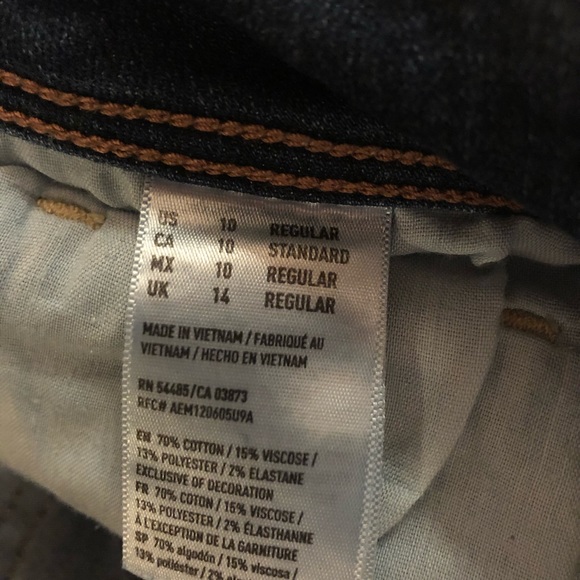 US 10 REGULAR
CA 10 STANDARD
MX 10 REGULAR
UK 14 REGULAR
MADE IN VIETNAM / FABRIQUÉ AU
VIETNAM / HECHO EN VIETNAM
RN 54485/CA 03873
RFC# AEM120605U9A
EN 70% COTTON / 15% VISCOSE /
13% POLYESTER / 2% ELASTANE
EXCLUSIVE OF DECORATION
FR 70% COTON / 15% VISCOSE /
13% POLYESTER / 2% ÉLASTHANNE
À L'EXCEPTION DE LA GARNITURE
SP 70% algodón / 15% viscosa /
13% poliéster / 2%